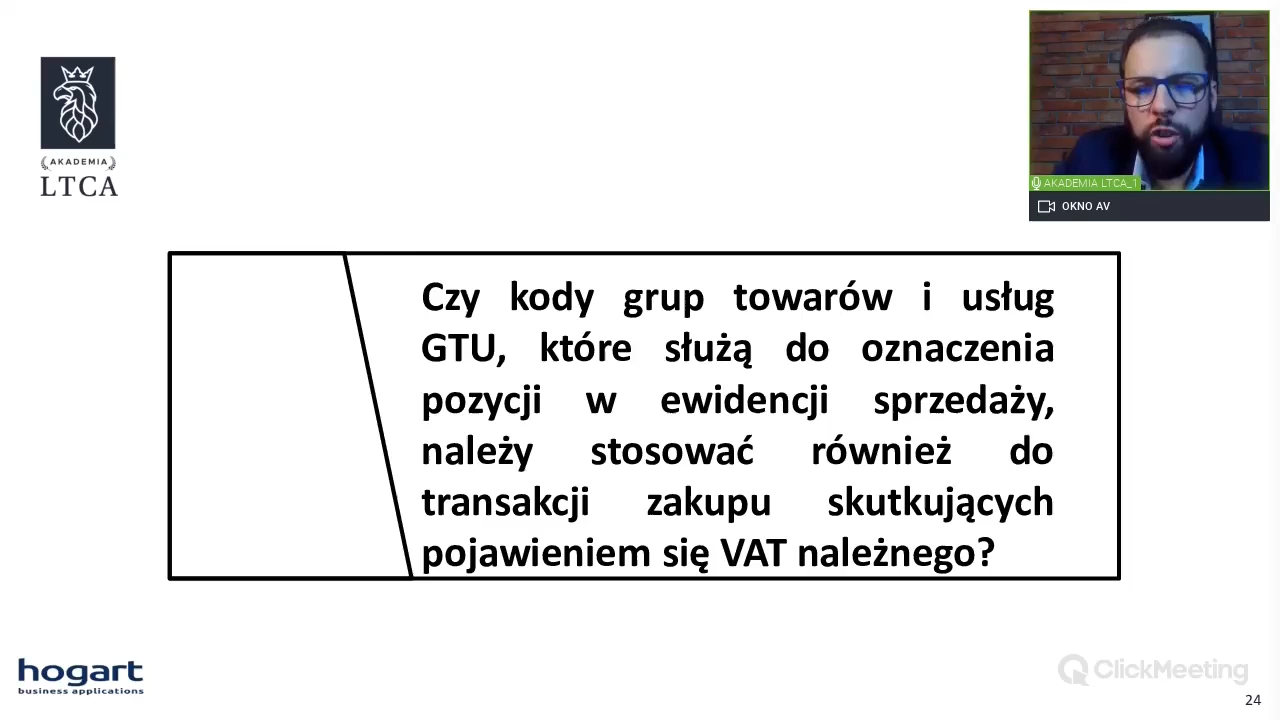 AKADEMIA
LTCA
AKADEMIA LTCA_1
OKNO AV
Czy kody grup towarów i usług
GTU, które służą do oznaczenia
pozycji w ewidencji sprzedaży,
należy stosować również do
transakcji zakupu skutkujących
pojawieniem się VAT należnego?
hogart
business applications
ClickMeeting
24